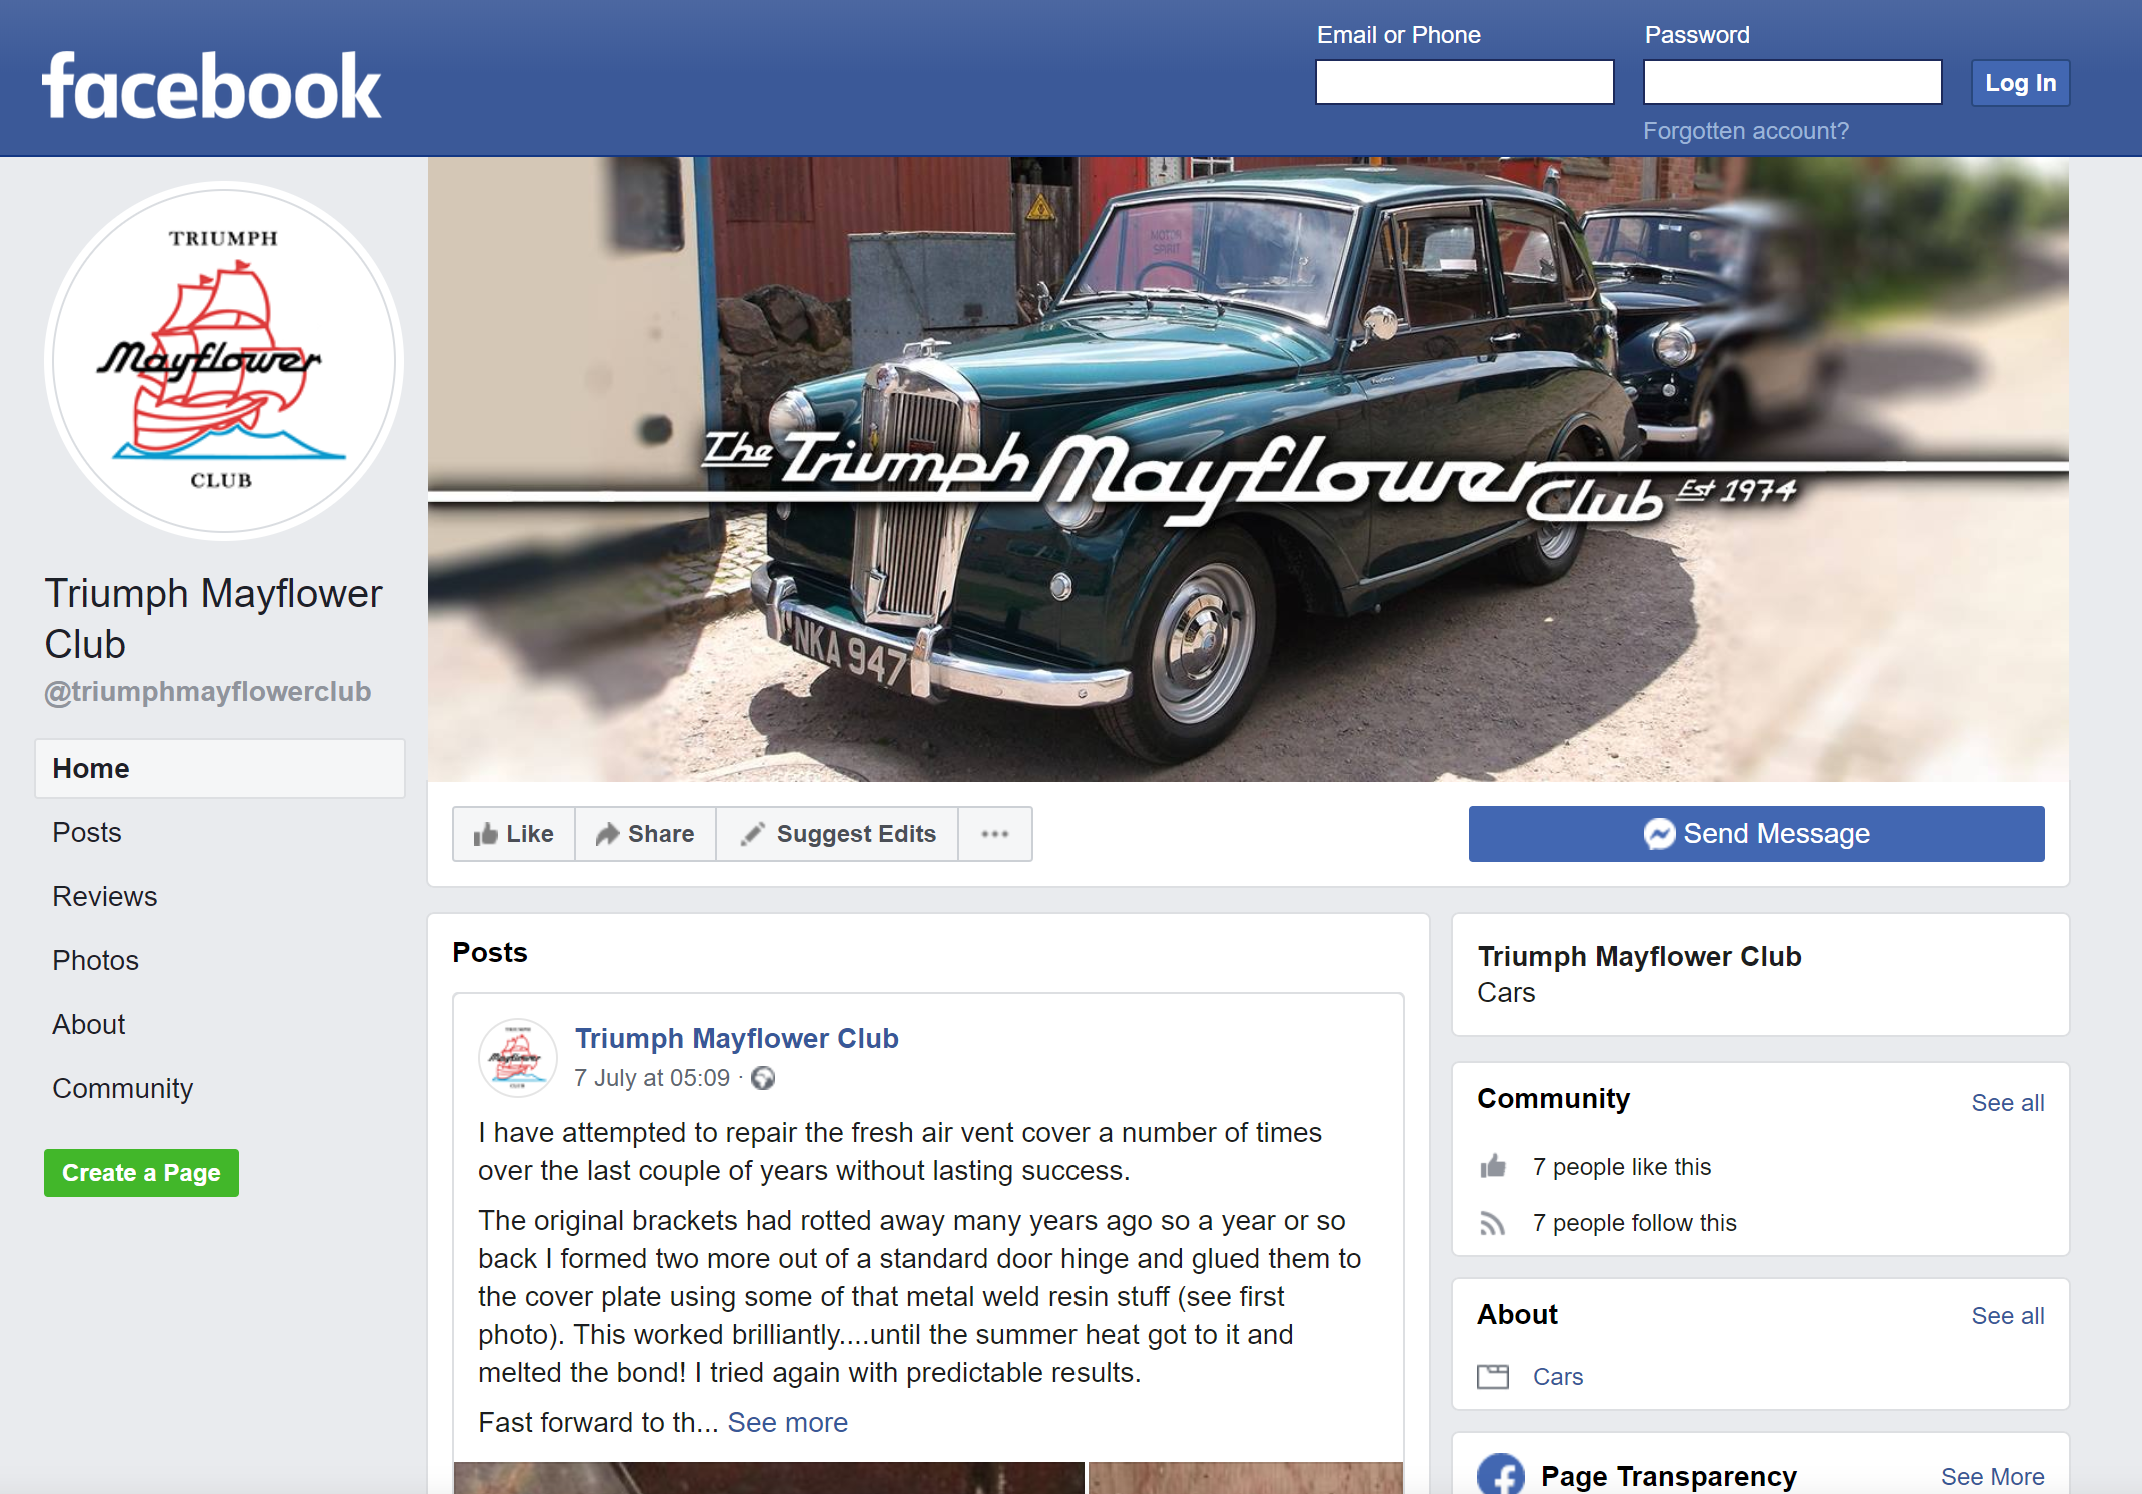 facebook
Email or Phone
Password
Log In
Forgotten account?
TRIUMPH
Mayflower
CLUB
Triumph Mayflower
Club
@triumphmayflowerclub
Home
Posts
Reviews
Photos
About
Community
Create a Page
MOTOR
SPIRIT
The Triumph Mayflower Club Est 1974
NKA 947
Like
Share
Suggest Edits
Send Message
Posts
TRIUMPH
Mayflower
CLUB
Triumph Mayflower Club
7 July at 05:09 ·
I have attempted to repair the fresh air vent cover a number of times
over the last couple of years without lasting success.
The original brackets had rotted away many years ago so a year or so
back I formed two more out of a standard door hinge and glued them to
the cover plate using some of that metal weld resin stuff (see first
photo). This worked brilliantly....until the summer heat got to it and
melted the bond! I tried again with predictable results.
Fast forward to th... See more
Triumph Mayflower Club
Cars
Community
See all
7 people like this
7 people follow this
About
See all
Cars
Page Transparency
See More